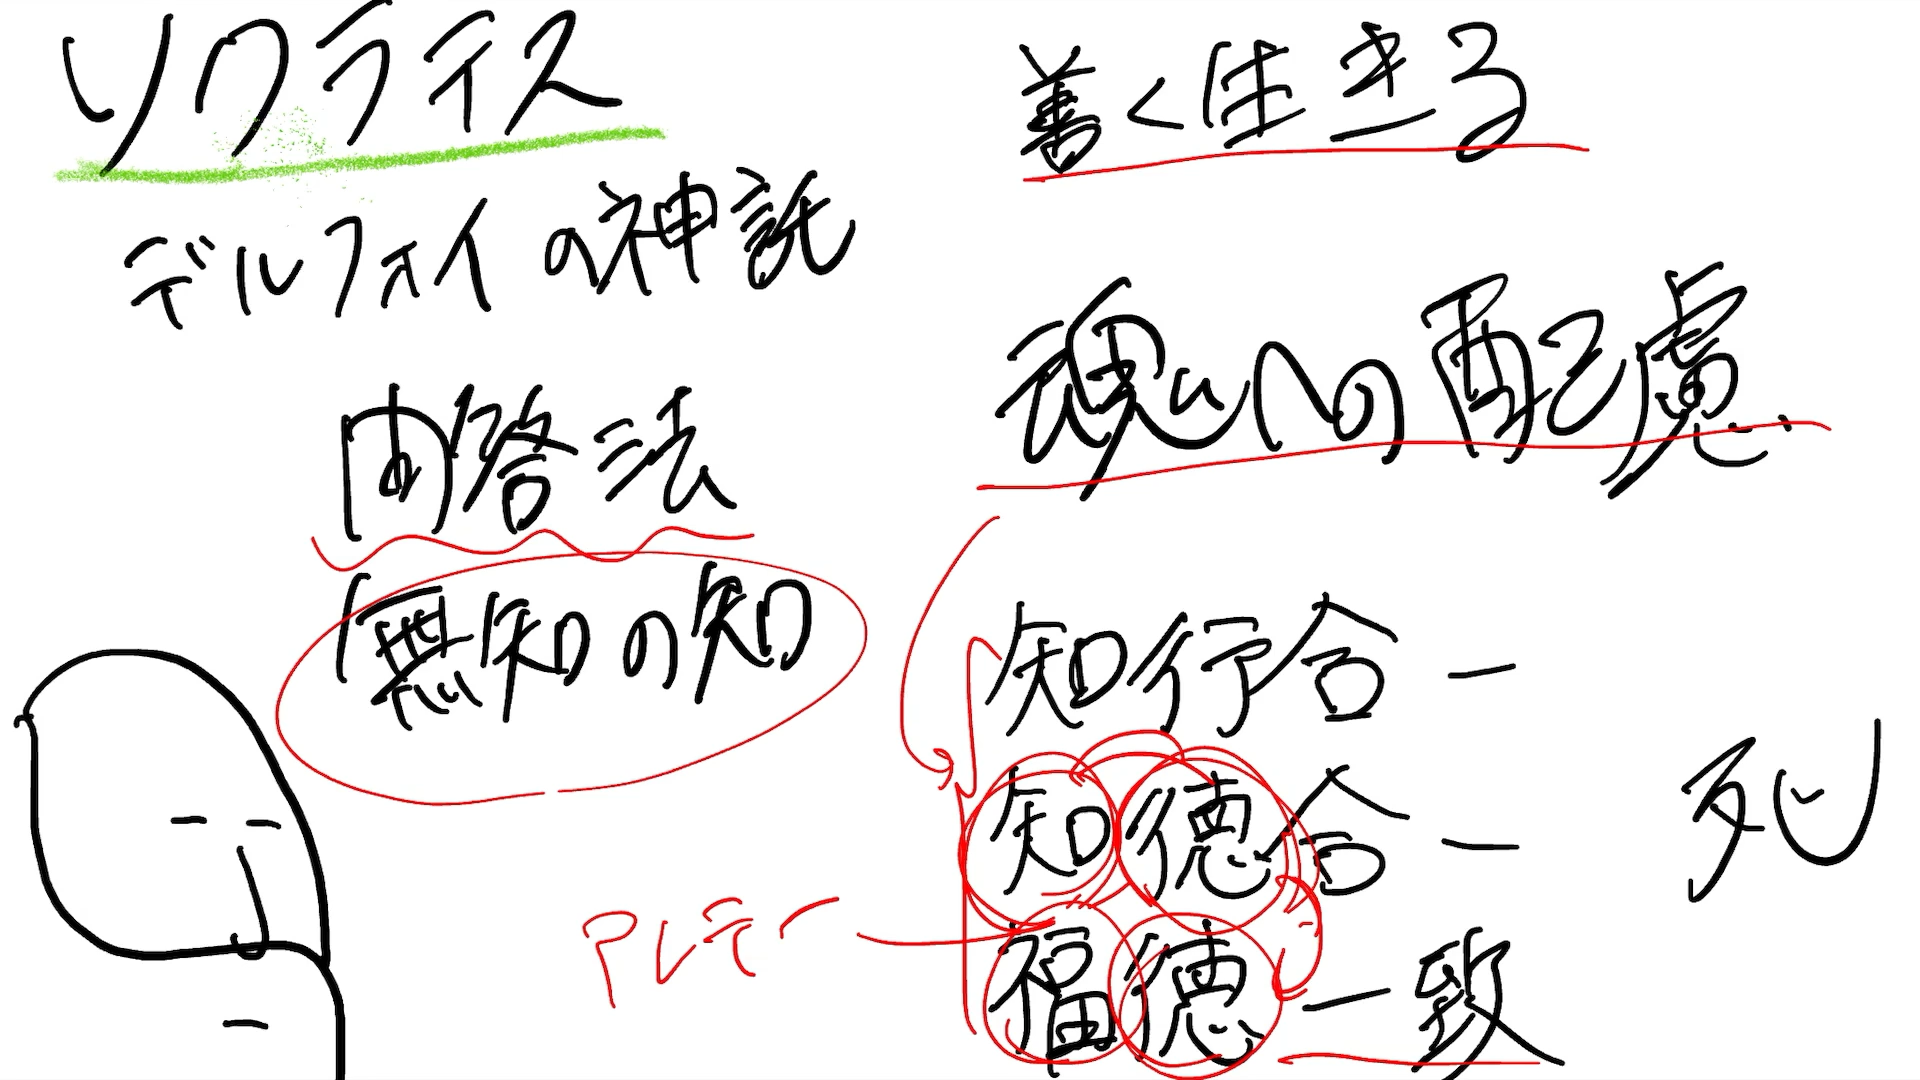 ソクラテス
デルフォイの神託
問答法
「無知の知
善く生きる
魂への配慮
知行合一
知徳合一
福徳一致
アレテー
死